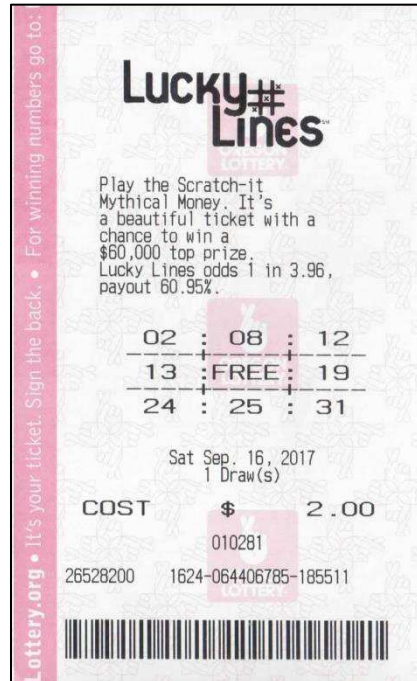 Lucky
Lines
Play the Scratch-it
Mythical Money. It's
a beautiful ticket with a
chance to win a
$60,000 top prize.
Lucky Lines odds 1 in 3.96,
payout 60.95%.
02 : 08 : 12
13 :FREE: 19
24 : 25 : 31
Sat Sep. 16, 2017
1 Draw(s)
COST $ 2.00
010281
26528200 1624-064406785-185511
Lottery.org • It's your ticket. Sign the back. • For winning numbers go to:
OREGON
LOTTERY
LOTTERY